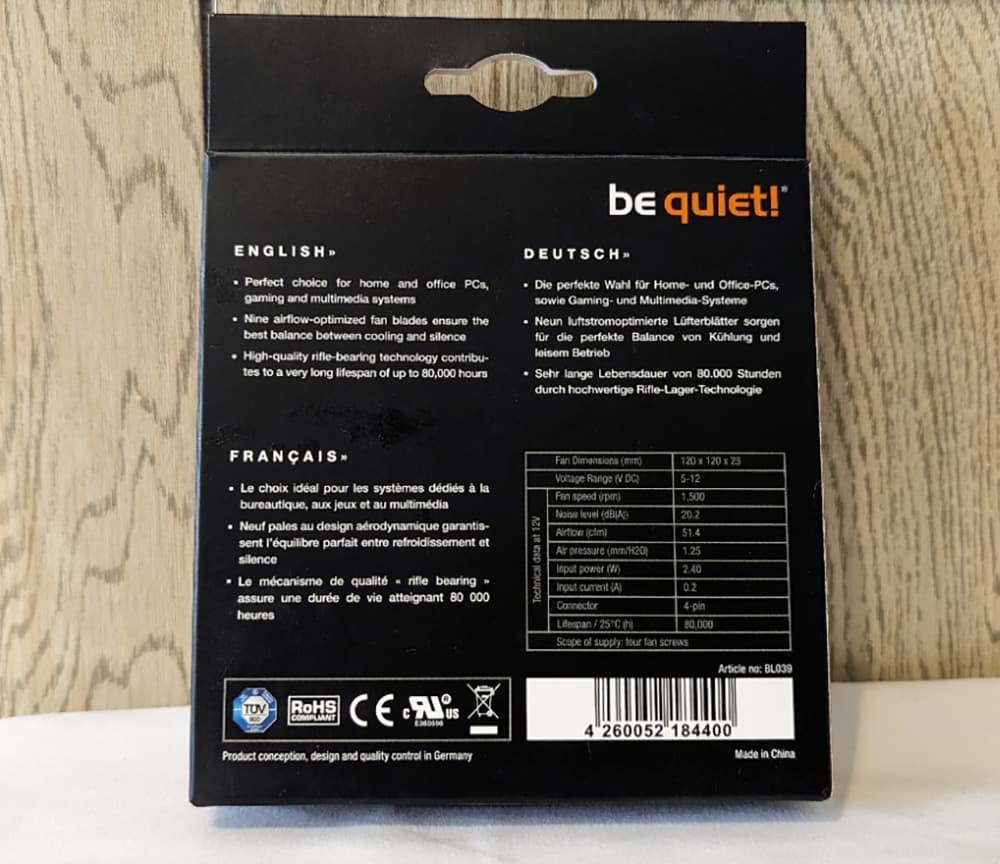 be quiet!®
ENGLISH»
• Perfect choice for home and office PCs,
gaming and multimedia systems
• Nine airflow-optimized fan blades ensure the
best balance between cooling and silence
• High-quality rifle-bearing technology contribu-
tes to a very long lifespan of up to 80,000 hours
DEUTSCH»
• Die perfekte Wahl für Home- und Office-PCs,
sowie Gaming- und Multimedia-Systeme
• Neun luftstromoptimierte Lüfterblätter sorgen
für die perfekte Balance von Kühlung und
leisem Betrieb
• Sehr lange Lebensdauer von 80.000 Stunden
durch hochwertige Rifle-Lager-Technologie
FRANÇAIS»
• Le choix idéal pour les systèmes dédiés à la
bureautique, aux jeux et au multimédia
• Neuf pales au design aérodynamique garantis-
sent l'équilibre parfait entre refroidissement et
silence
• Le mécanisme de qualité « rifle bearing »
assure une durée de vie atteignant 80 000
heures
Fan Dimensions (mm) 120 x 120 x 25
Voltage Range (V DC) 5-12
Technical data at 12V
Fan speed (rpm) 1,500
Noise level (dB(A)) 20.2
Airflow (cfm) 51.4
Air pressure (mm/H2O) 1.25
Input power (W) 2.40
Input current (A) 0.2
Connector 4-pin
Lifespan / 25°C (h) 80,000
Scope of supply: four fan screws
Article no: BL039
TÜV
RoHS
COMPLIANT
CE
c RU® US
4 260052 184400
Product conception, design and quality control in Germany
Made in China